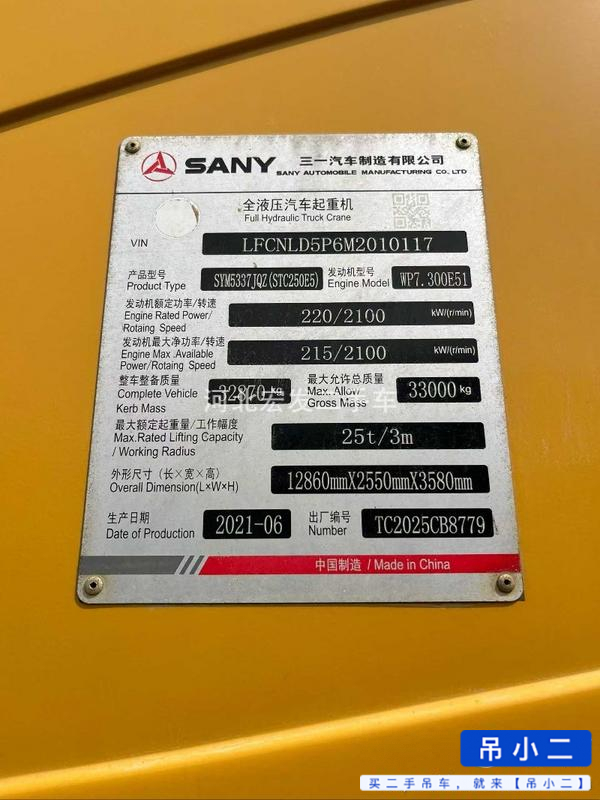 SANY 三一汽车制造有限公司
SANY AUTOMOBILE MANUFACTURING CO., LTD
全液压汽车起重机
Full Hydraulic Truck Crane
VIN LFCNLD5P6M2010117
产品型号 发动机型号
Product Type SYM5337JQZ(STC250E5) Engine Model WP7.300E51
发动机额定功率/转速
Engine Rated Power/ 220/2100 kW/(r/min)
Rotaing Speed
发动机最大净功率/转速
Engine Max .Available 215/2100 kW/(r/min)
Power/Rotaing Speed
整车整备质量 最大允许总质量
Complete Vehicle 32870 kg Max. Allow 33000 kg
Kerb Mass Gross Mass
河北宏发 车
最大额定起重量/工作幅度
Max.Rated Lifting Capacity 25t/3m
/ Working Radius
外形尺寸（长×宽×高）
Overall Dimension(L×W×H) 12860mmX2550mmX3580mm
生产日期 出厂编号
Date of Production 2021-06 Number TC2025CB8779
中国制造 / Made in China
吊小二
买二手吊车，就来【吊小二】